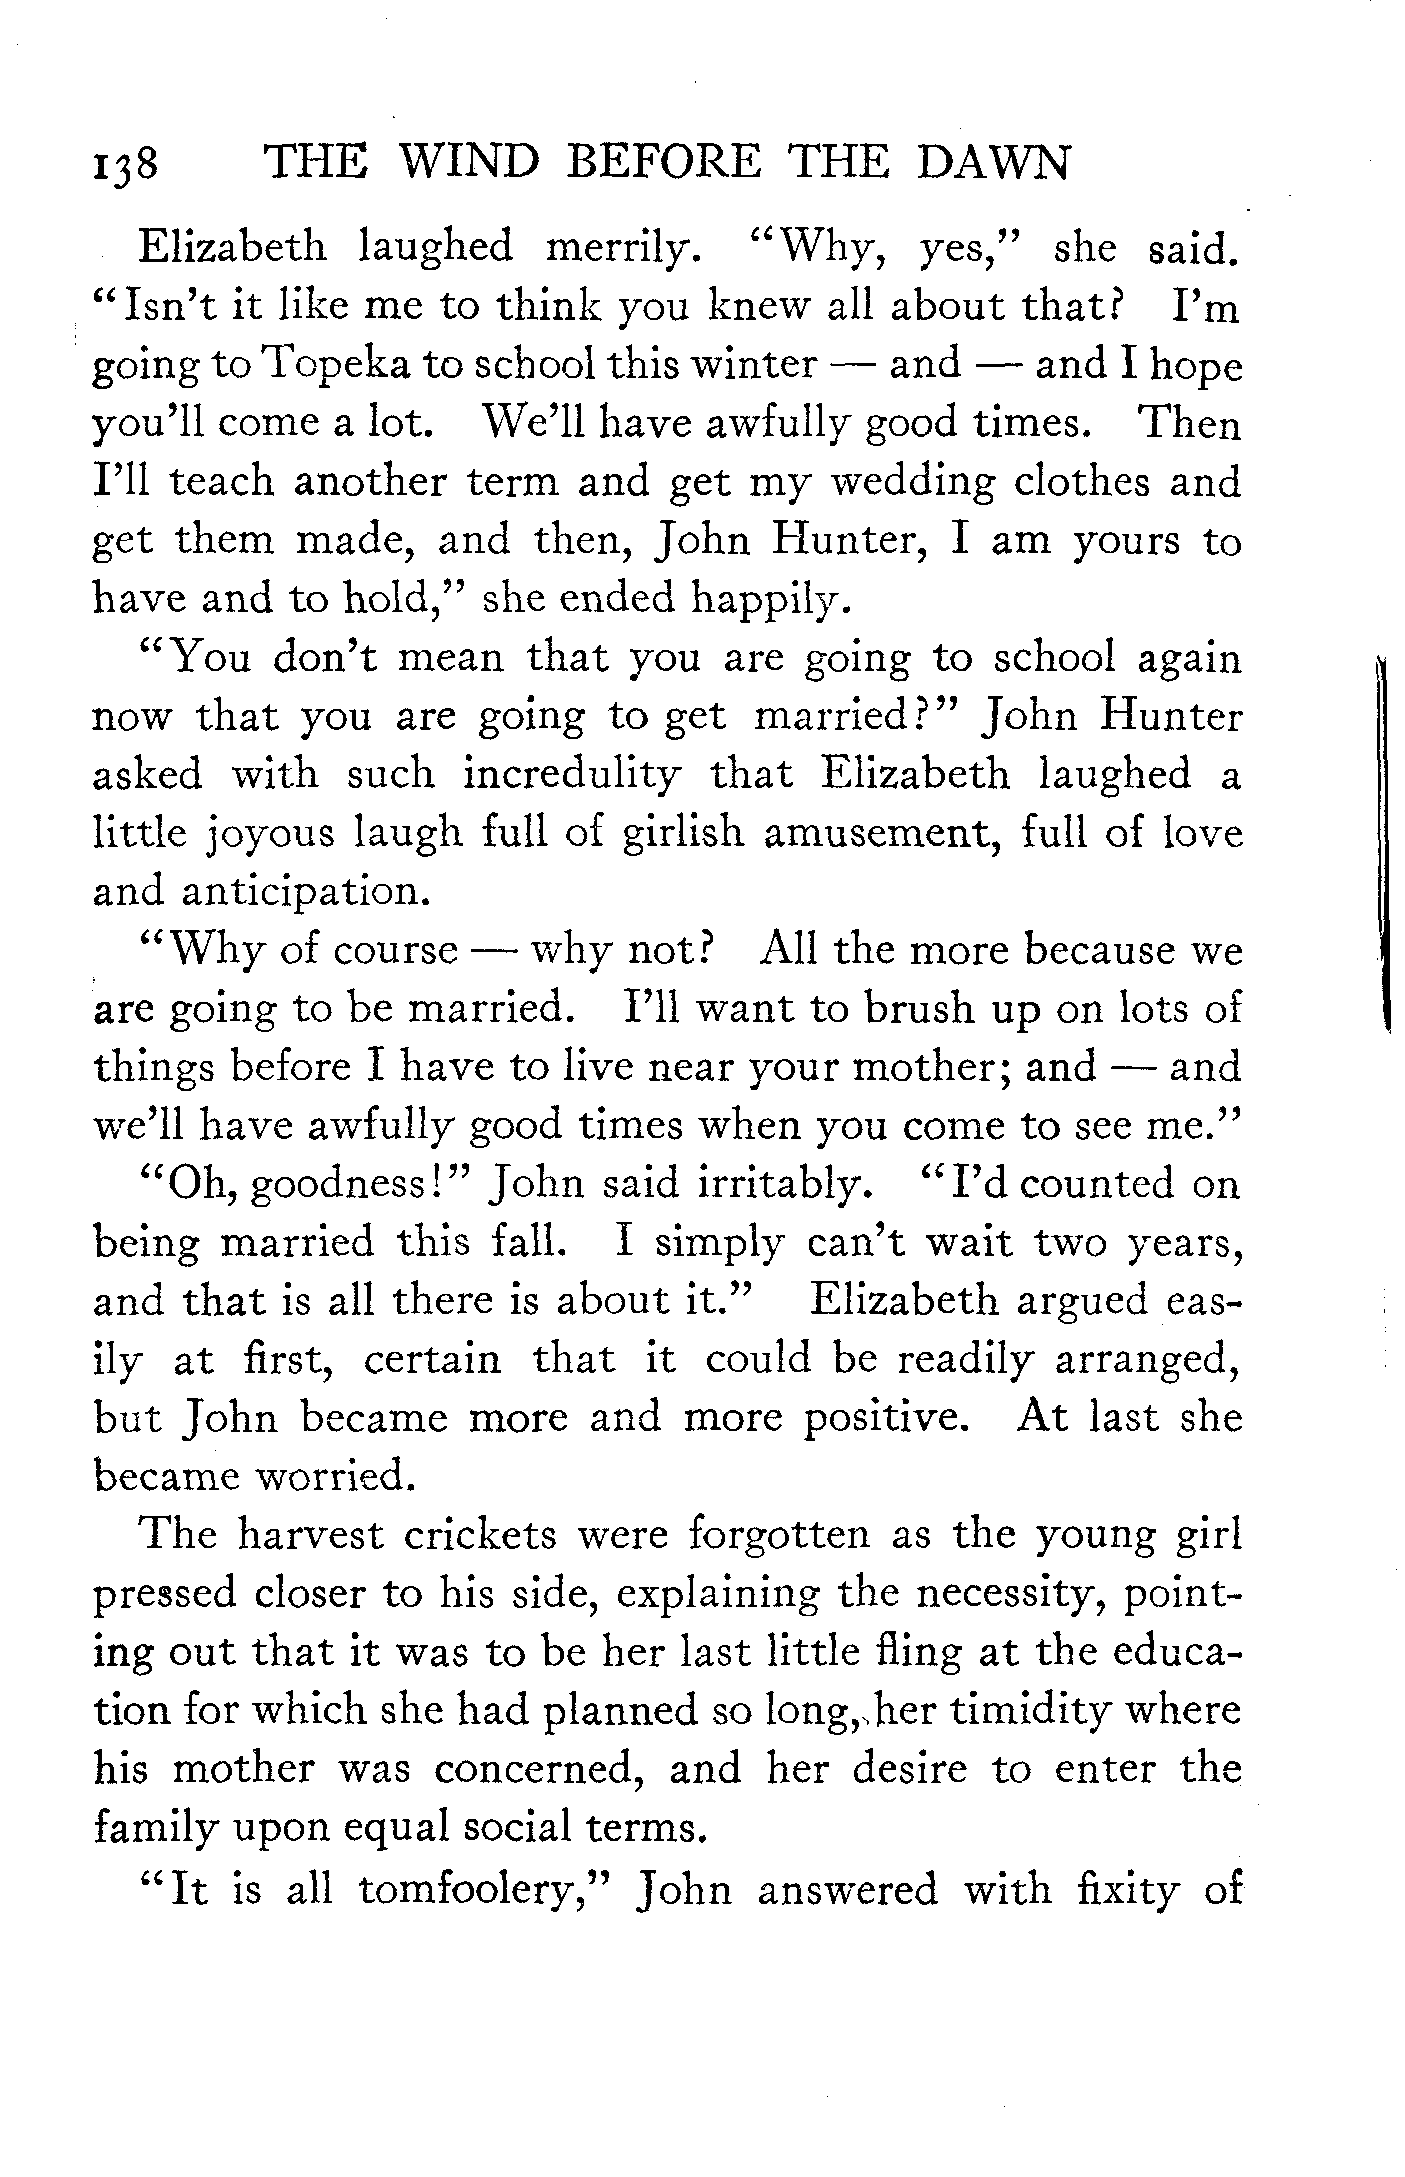 138 THE WIND BEFORE THE DAWN
Elizabeth laughed merrily. “Why, yes,” she said.
“Isn’t it like me to think you knew all about that? I’m
going to Topeka to school this winter — and — and I hope
you’ll come a lot. We’ll have awfully good times. Then
I’ll teach another term and get my wedding clothes and
get them made, and then, John Hunter, I am yours to
have and to hold,” she ended happily.
“You don’t mean that you are going to school again
now that you are going to get married?” John Hunter
asked with such incredulity that Elizabeth laughed a
little joyous laugh full of girlish amusement, full of love
and anticipation.
“Why of course — why not? All the more because we
are going to be married. I’ll want to brush up on lots of
things before I have to live near your mother; and — and
we’ll have awfully good times when you come to see me.”
“Oh, goodness!” John said irritably. “I’d counted on
being married this fall. I simply can’t wait two years,
and that is all there is about it.” Elizabeth argued eas-
ily at first, certain that it could be readily arranged,
but John became more and more positive. At last she
became worried.
The harvest crickets were forgotten as the young girl
pressed closer to his side, explaining the necessity, point-
ing out that it was to be her last little fling at the educa-
tion for which she had planned so long, her timidity where
his mother was concerned, and her desire to enter the
family upon equal social terms.
“It is all tomfoolery,” John answered with fixity of